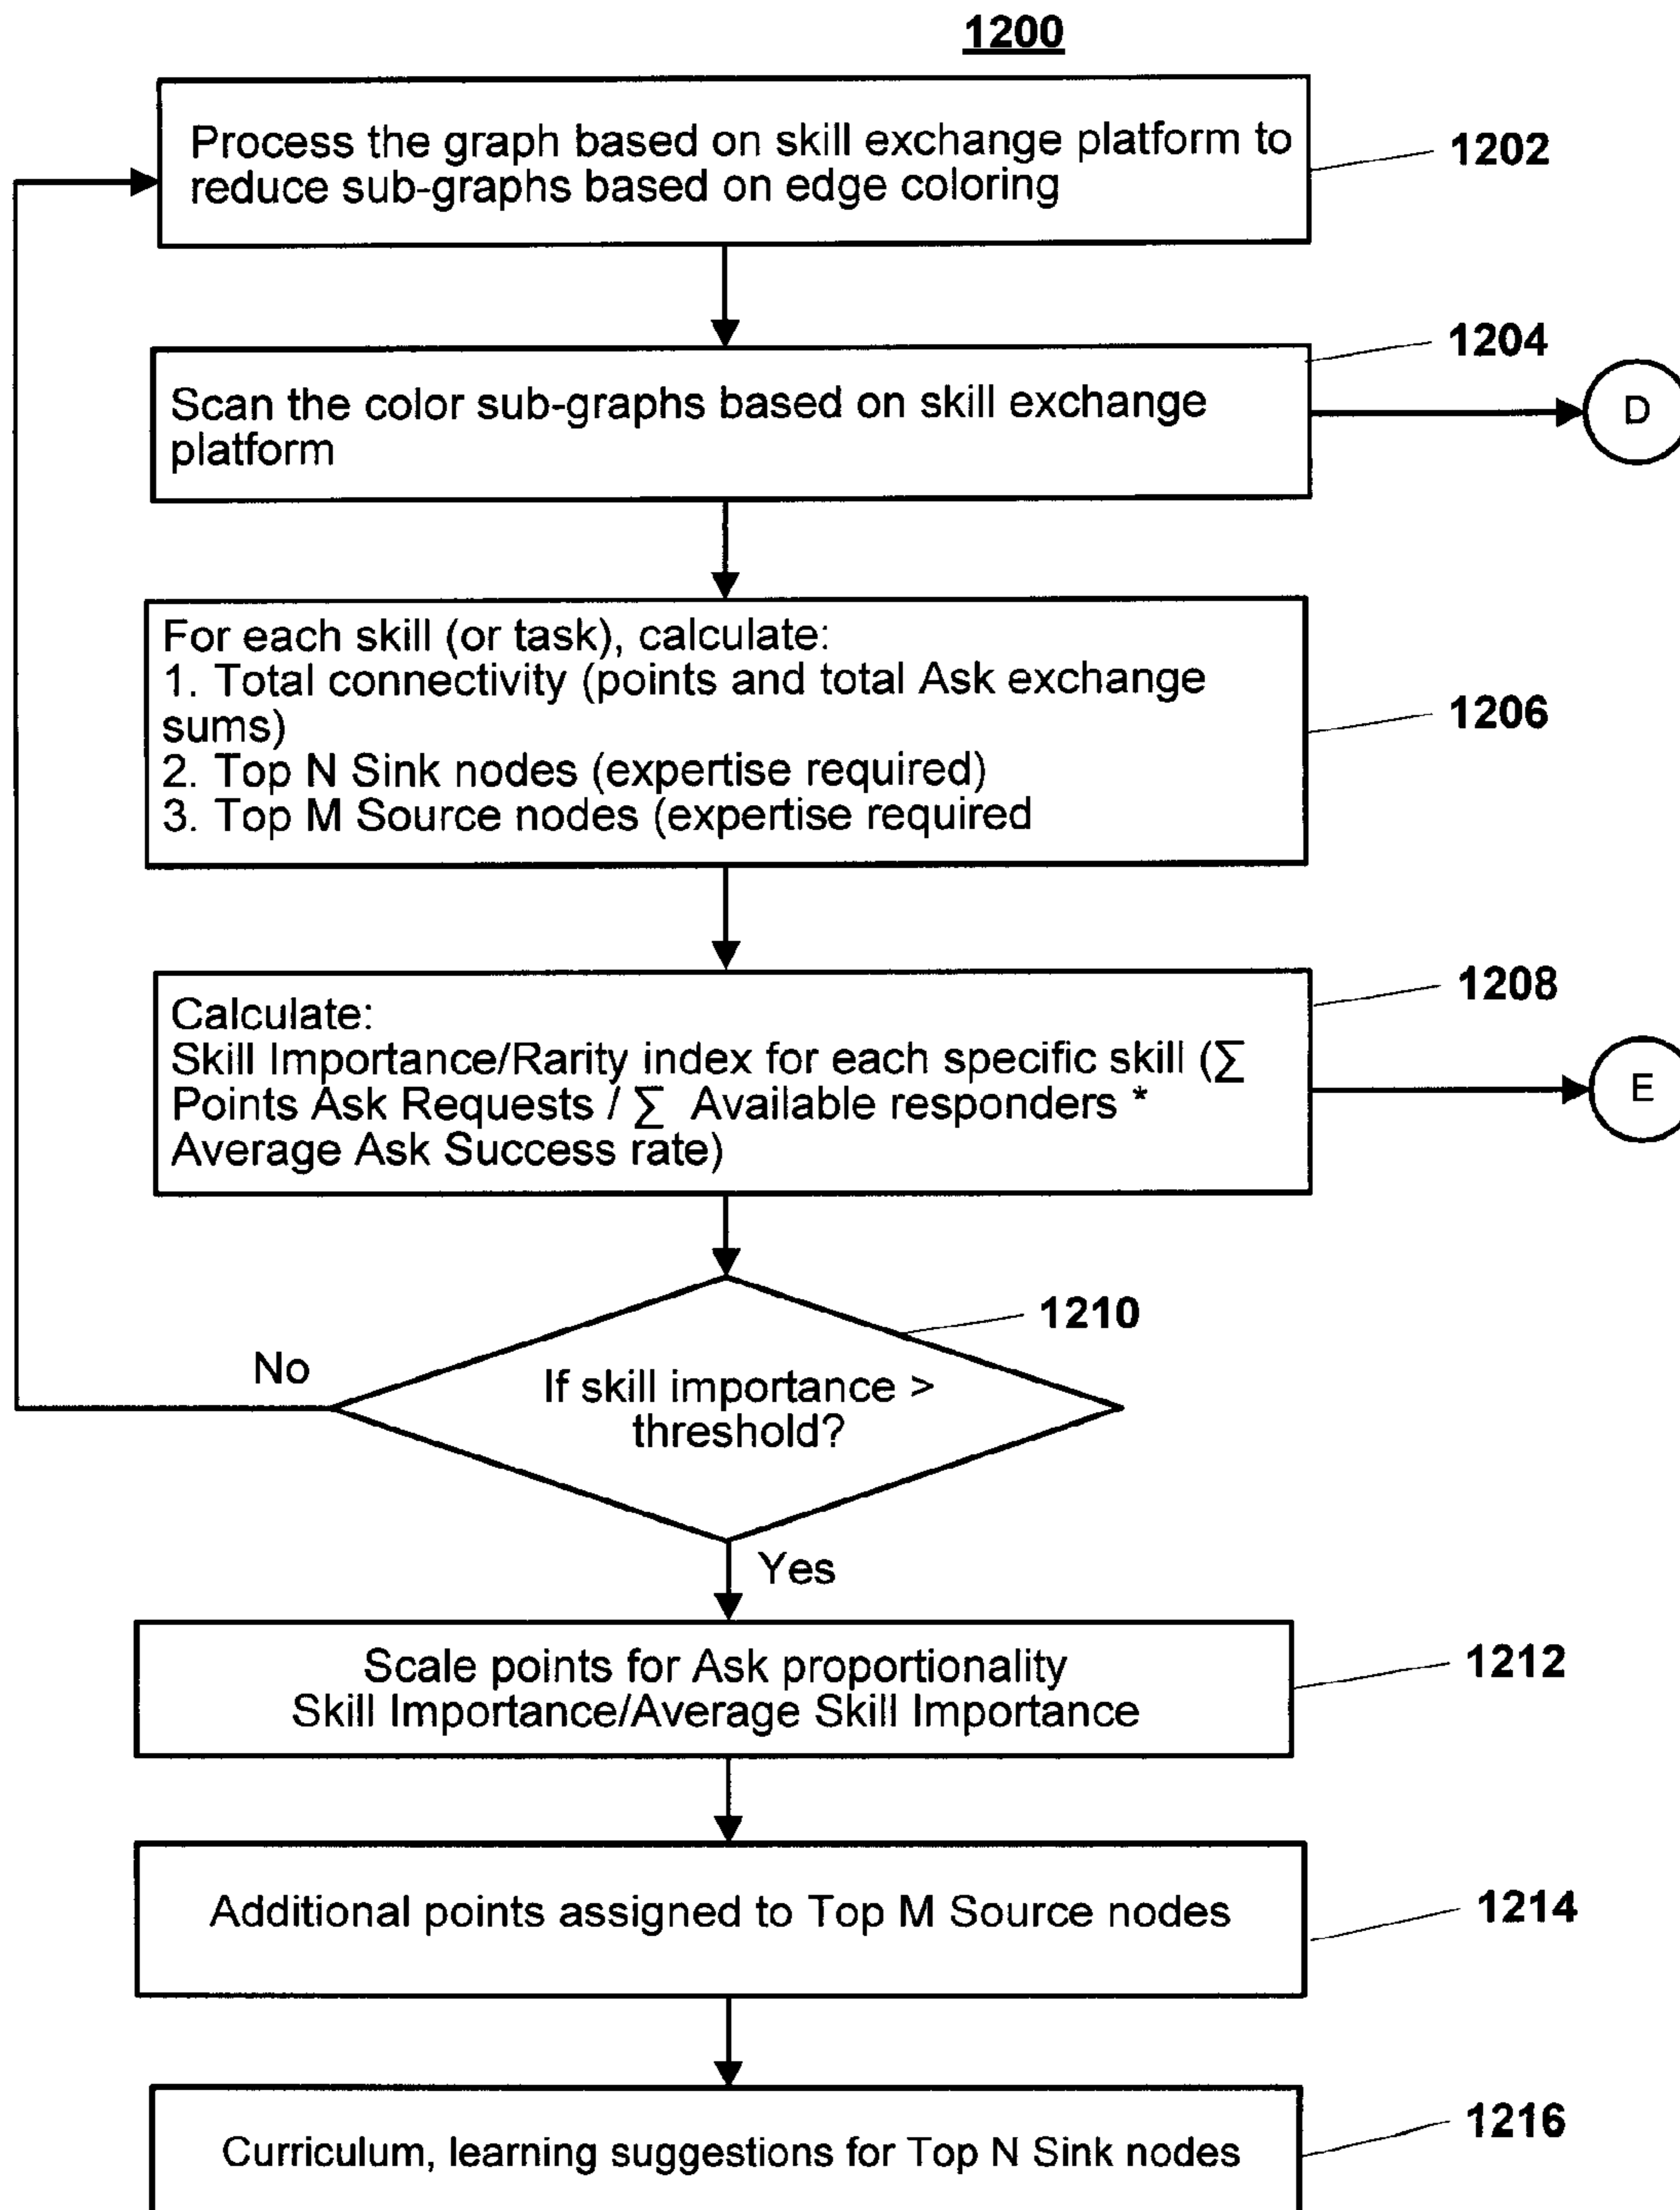 1200
Process the graph based on skill exchange platform to
reduce sub-graphs based on edge coloring
1202
Scan the color sub-graphs based on skill exchange
platform
1204
D
For each skill (or task), calculate:
1. Total connectivity (points and total Ask exchange
sums)
2. Top N Sink nodes (expertise required)
3. Top M Source nodes (expertise required
1206
Calculate:
Skill Importance/Rarity index for each specific skill (∑
Points Ask Requests / ∑ Available responders *
Average Ask Success rate)
1208
E
If skill importance >
threshold?
1210
No
Yes
Scale points for Ask proportionality
Skill Importance/Average Skill Importance
1212
Additional points assigned to Top M Source nodes
1214
Curriculum, learning suggestions for Top N Sink nodes
1216